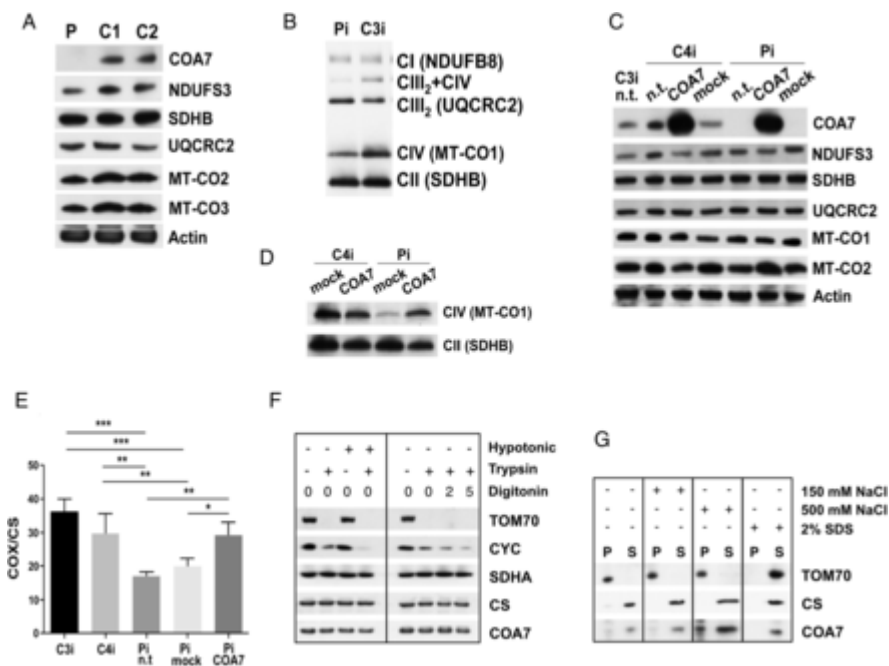 A
P C1 C2
COA7
NDUFS3
SDHB
UQCRC2
MT-CO2
MT-CO3
Actin
B
Pi C3i
CI (NDUFB8)
CIII2+CIV
CIII2 (UQCRC2)
CIV (MT-CO1)
CII (SDHB)
C
C4i Pi
C3i n.t. n.t. COA7 mock n.t. COA7 mock
COA7
NDUFS3
SDHB
UQCRC2
MT-CO1
MT-CO2
Actin
D
C4i Pi
mock COA7 mock COA7
CIV (MT-CO1)
CII (SDHB)
E
***
***
**
**
**
*
COX/CS
50
40
30
20
10
0
C3i C4i Pi n.t Pi mock Pi COA7
F
- - + + - - - - Hypotonic
- + - + - + + + Trypsin
0 0 0 0 0 0 2 5 Digitonin
TOM70
CYC
SDHA
CS
COA7
G
- - + + - - - - 150 mM NaCl
- - - - + + - - 500 mM NaCl
- - - - - - + + 2% SDS
P S P S P S P S
TOM70
CS
COA7